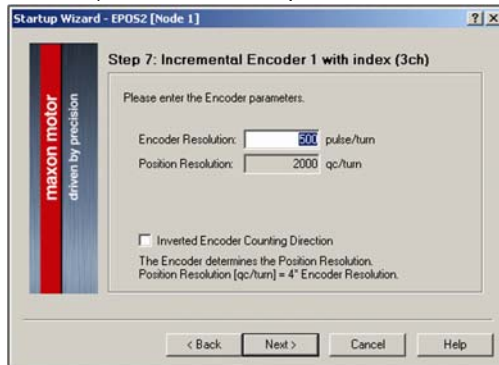 Startup Wizard - EPOS2 [Node 1]
Step 7: Incremental Encoder 1 with index (3ch)
maxon motor
driven by precision
Please enter the Encoder parameters.
Encoder Resolution: 500 pulse/turn
Position Resolution: 2000 qc/turn
Inverted Encoder Counting Direction
The Encoder determines the Position Resolution.
Position Resolution [qc/turn] = 4* Encoder Resolution.
< Back Next > Cancel Help